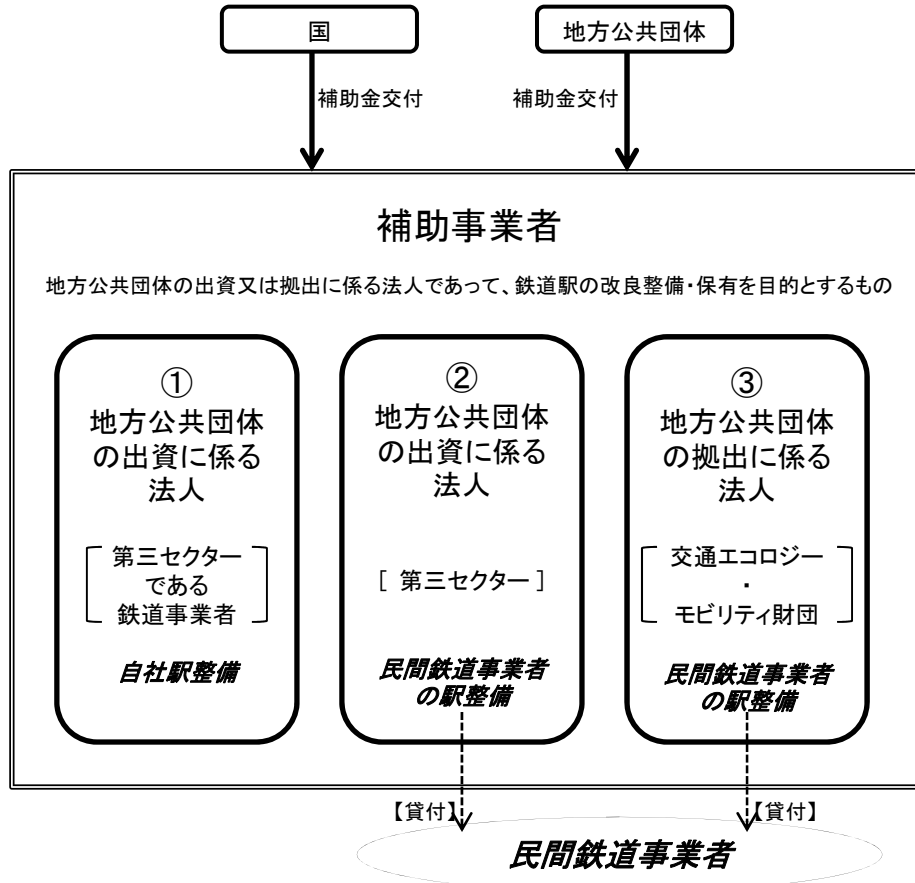 国
地方公共団体
補助金交付
補助金交付
補助事業者
地方公共団体の出資又は拠出に係る法人であって、鉄道駅の改良整備・保有を目的とするもの
①
地方公共団体
の出資に係る
法人
第三セクター
である
鉄道事業者
自社駅整備
②
地方公共団体
の出資に係る
法人
[ 第三セクター ]
民間鉄道事業者
の駅整備
③
地方公共団体
の拠出に係る
法人
交通エコロジー
・
モビリティ財団
民間鉄道事業者
の駅整備
【貸付】
【貸付】
民間鉄道事業者